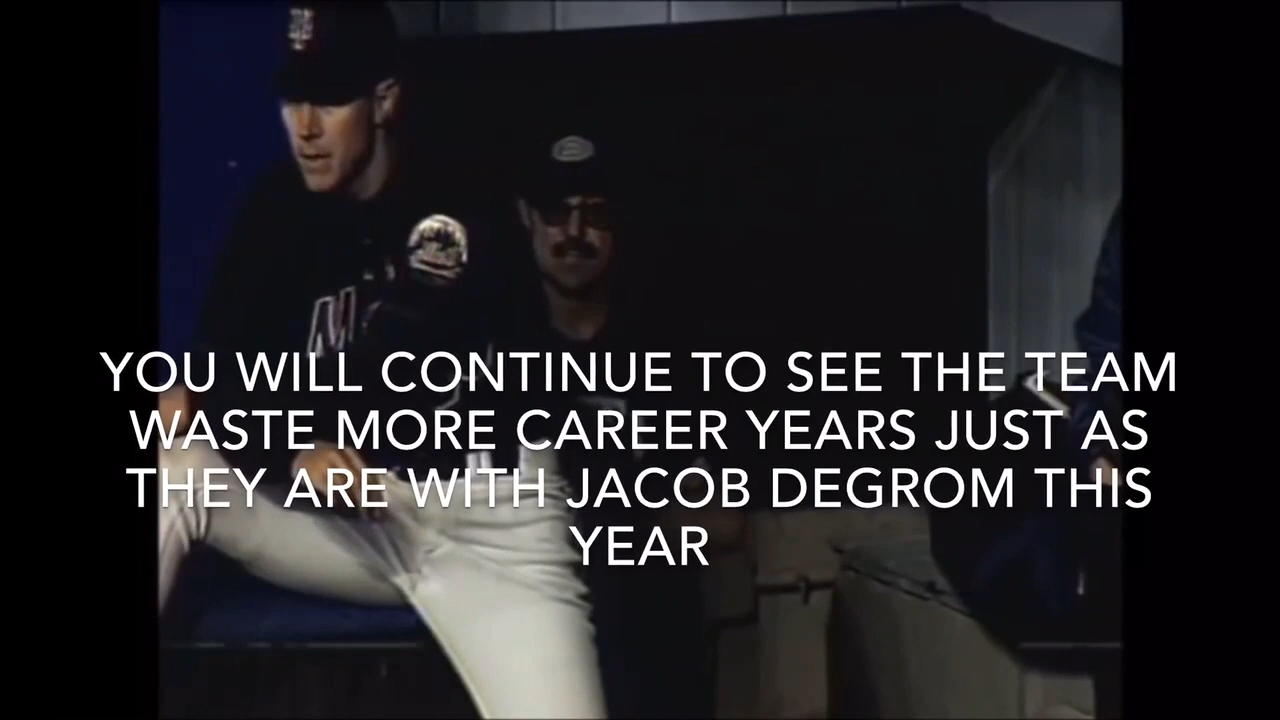 YOU WILL CONTINUE TO SEE THE TEAM
WASTE MORE CAREER YEARS JUST AS
THEY ARE WITH JACOB DEGROM THIS
YEAR